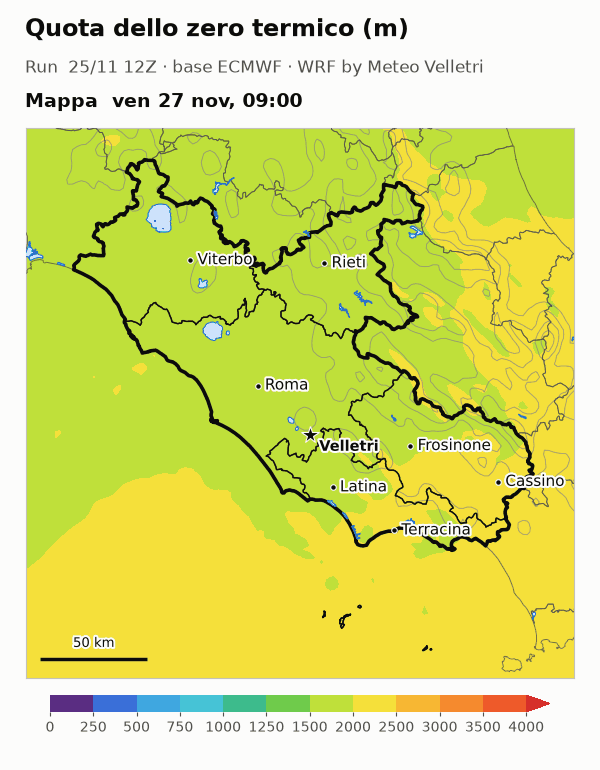 Quota dello zero termico (m)
Run  25/11 12Z · base ECMWF · WRF by Meteo Velletri
Mappa  ven 27 nov, 09:00
Viterbo
Rieti
Roma
Velletri
Frosinone
Cassino
Latina
Terracina
50 km
0 250 500 750 1000 1250 1500 2000 2500 3000 3500 4000